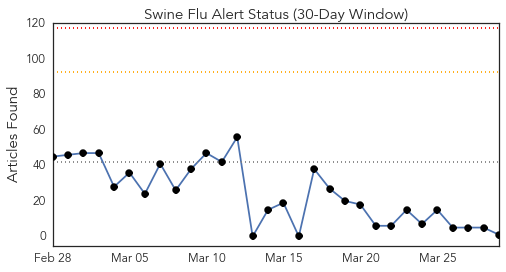 Swine Flu Alert Status (30-Day Window)
Articles Found
120
100
80
60
40
20
0
Feb 28
Mar 05
Mar 10
Mar 15
Mar 20
Mar 25